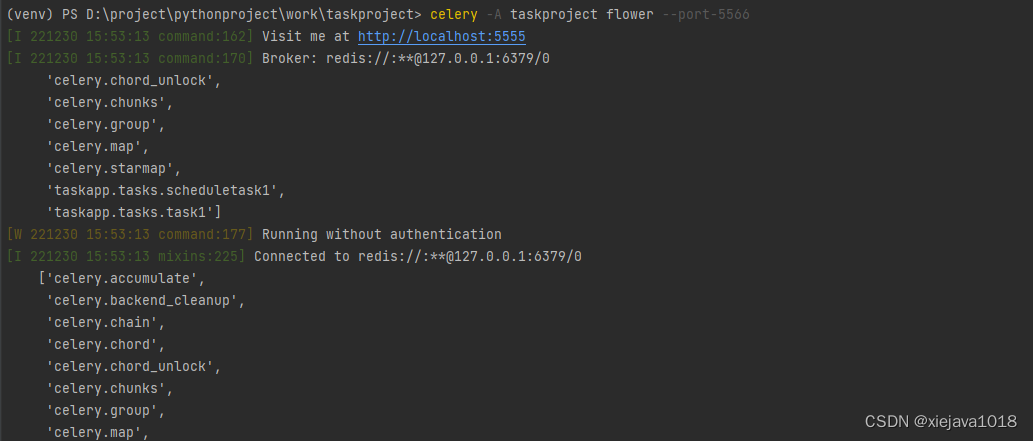 (venv) PS D:\project\pythonproject\work\taskproject> celery -A taskproject flower --port-5566
[I 221230 15:53:13 command:162] Visit me at http://localhost:5555
[I 221230 15:53:13 command:170] Broker: redis://:**@127.0.0.1:6379/0
'celery.chord_unlock',
'celery.chunks',
'celery.group',
'celery.map',
'celery.starmap',
'taskapp.tasks.scheduletask1',
'taskapp.tasks.task1']
[W 221230 15:53:13 command:177] Running without authentication
[I 221230 15:53:13 mixins:225] Connected to redis://:**@127.0.0.1:6379/0
['celery.accumulate',
'celery.backend_cleanup',
'celery.chain',
'celery.chord',
'celery.chord_unlock',
'celery.chunks',
'celery.group',
'celery.map',
CSDN @xiejava1018